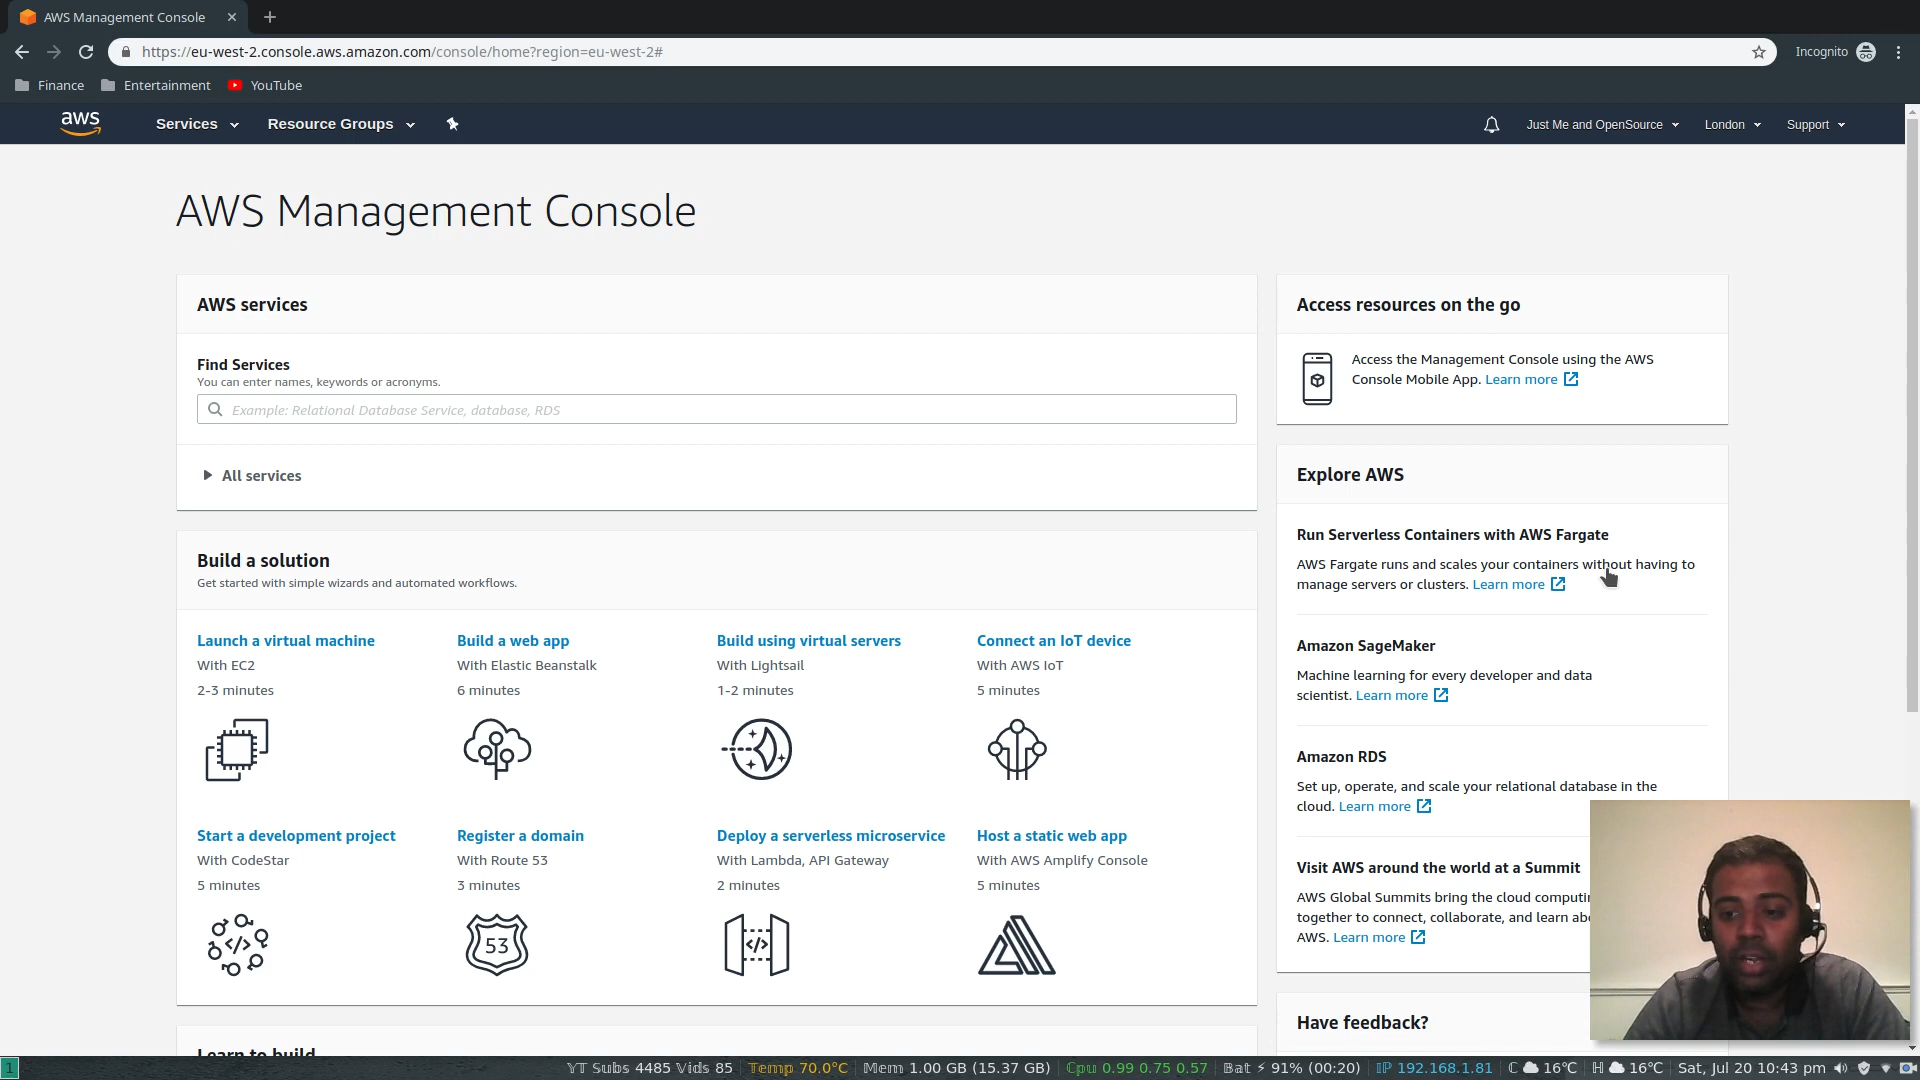 AWS Management Console
https://eu-west-2.console.aws.amazon.com/console/home?region=eu-west-2#
Incognito
Finance
Entertainment
YouTube
aws
Services
Resource Groups
Just Me and OpenSource
London
Support
AWS Management Console
AWS services
Find Services
You can enter names, keywords or acronyms.
Example: Relational Database Service, database, RDS
All services
Build a solution
Get started with simple wizards and automated workflows.
Launch a virtual machine
With EC2
2-3 minutes
Build a web app
With Elastic Beanstalk
6 minutes
Build using virtual servers
With Lightsail
1-2 minutes
Connect an IoT device
With AWS IoT
5 minutes
Start a development project
With CodeStar
5 minutes
</>
Register a domain
With Route 53
3 minutes
53
Deploy a serverless microservice
With Lambda, API Gateway
2 minutes
</>
Host a static web app
With AWS Amplify Console
5 minutes
Learn to build
Access resources on the go
Access the Management Console using the AWS
Console Mobile App. Learn more
Explore AWS
Run Serverless Containers with AWS Fargate
AWS Fargate runs and scales your containers without having to
manage servers or clusters. Learn more
Amazon SageMaker
Machine learning for every developer and data
scientist. Learn more
Amazon RDS
Set up, operate, and scale your relational database in the
cloud. Learn more
Visit AWS around the world at a Summit
AWS Global Summits bring the cloud
together to connect, collaborate, and learn
AWS. Learn more
Have feedback?
1
YT Subs 4485 Vids 85
Temp 70.0°C
Mem 1.00 GB (15.37 GB)
Cpu 0.99 0.75 0.57
Bat ⚡ 91% (00:20)
IP 192.168.1.81
C 16°C
H 16°C
Sat, Jul 20 10:43 pm